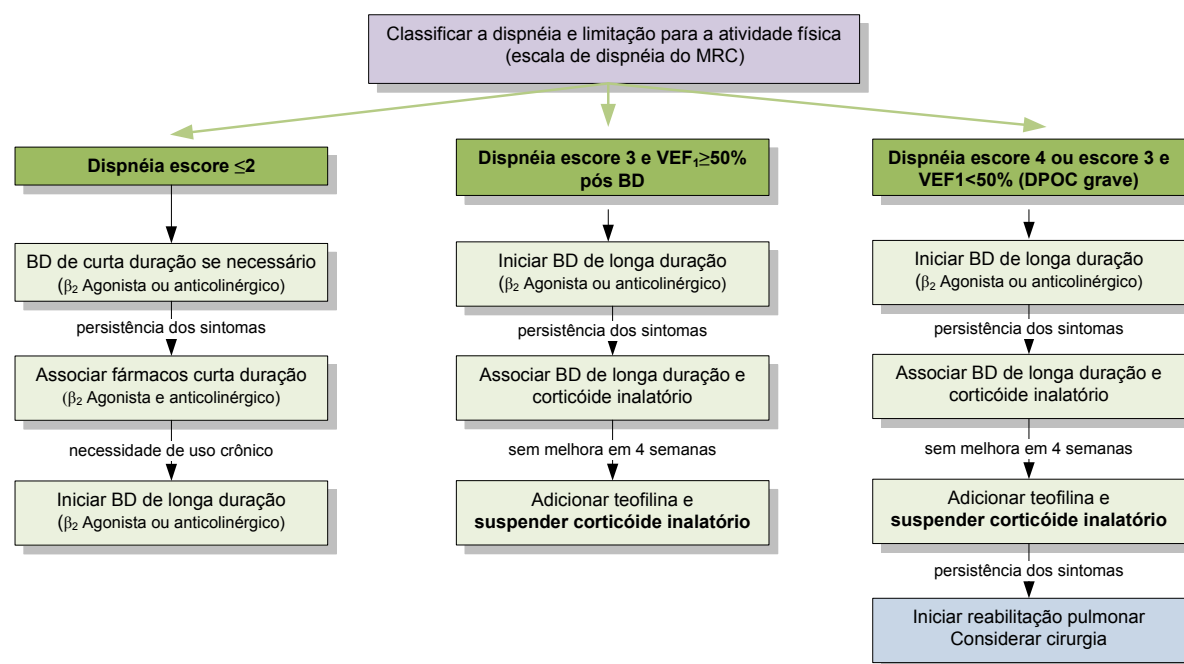 Classificar a dispnéia e limitação para a atividade física
(escala de dispnéia do MRC)
Dispnéia escore ≤2
BD de curta duração se necessário
(β₂ Agonista ou anticolinérgico)
persistência dos sintomas
Associar fármacos curta duração
(β₂ Agonista e anticolinérgico)
necessidade de uso crônico
Iniciar BD de longa duração
(β₂ Agonista ou anticolinérgico)
Dispnéia escore 3 e VEF₁≥50%
pós BD
Iniciar BD de longa duração
(β₂ Agonista ou anticolinérgico)
persistência dos sintomas
Associar BD de longa duração e
corticóide inalatório
sem melhora em 4 semanas
Adicionar teofilina e
suspender corticóide inalatório
Dispnéia escore 4 ou escore 3 e
VEF1<50% (DPOC grave)
Iniciar BD de longa duração
(β₂ Agonista ou anticolinérgico)
persistência dos sintomas
Associar BD de longa duração e
corticóide inalatório
sem melhora em 4 semanas
Adicionar teofilina e
suspender corticóide inalatório
persistência dos sintomas
Iniciar reabilitação pulmonar
Considerar cirurgia